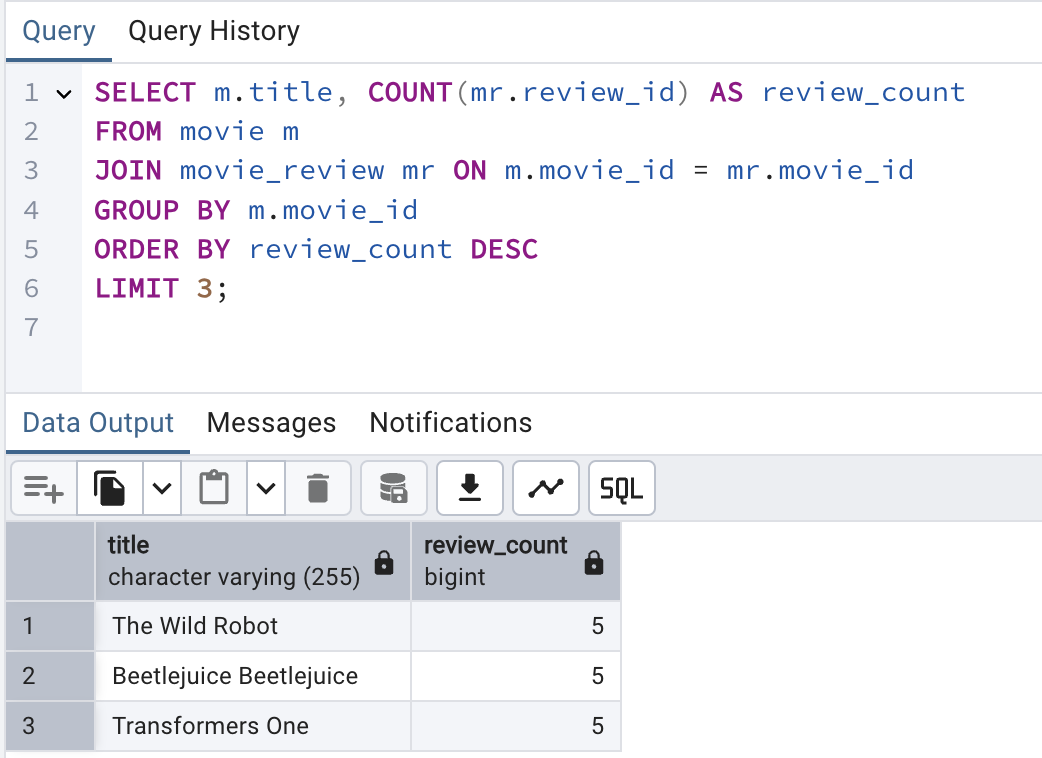 Query Query History
1 SELECT m.title, COUNT(mr.review_id) AS review_count
2 FROM movie m
3 JOIN movie_review mr ON m.movie_id = mr.movie_id
4 GROUP BY m.movie_id
5 ORDER BY review_count DESC
6 LIMIT 3;
7
Data Output Messages Notifications
SQL
title review_count
character varying (255) bigint
1 The Wild Robot 5
2 Beetlejuice Beetlejuice 5
3 Transformers One 5